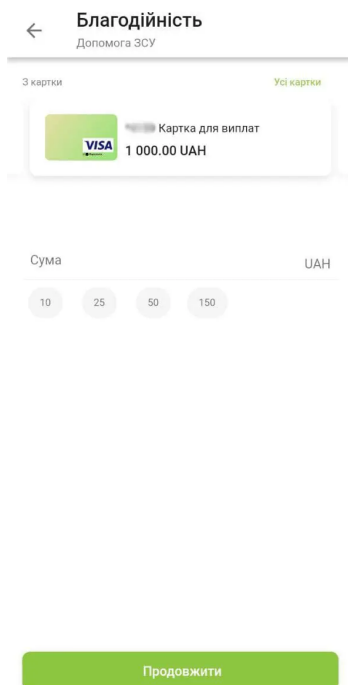 Благодійність
Допомога ЗСУ
З картки
Усі картки
Картка для виплат
VISA
1 000.00 UAH
Сума
UAH
10
25
50
150
Продовжити